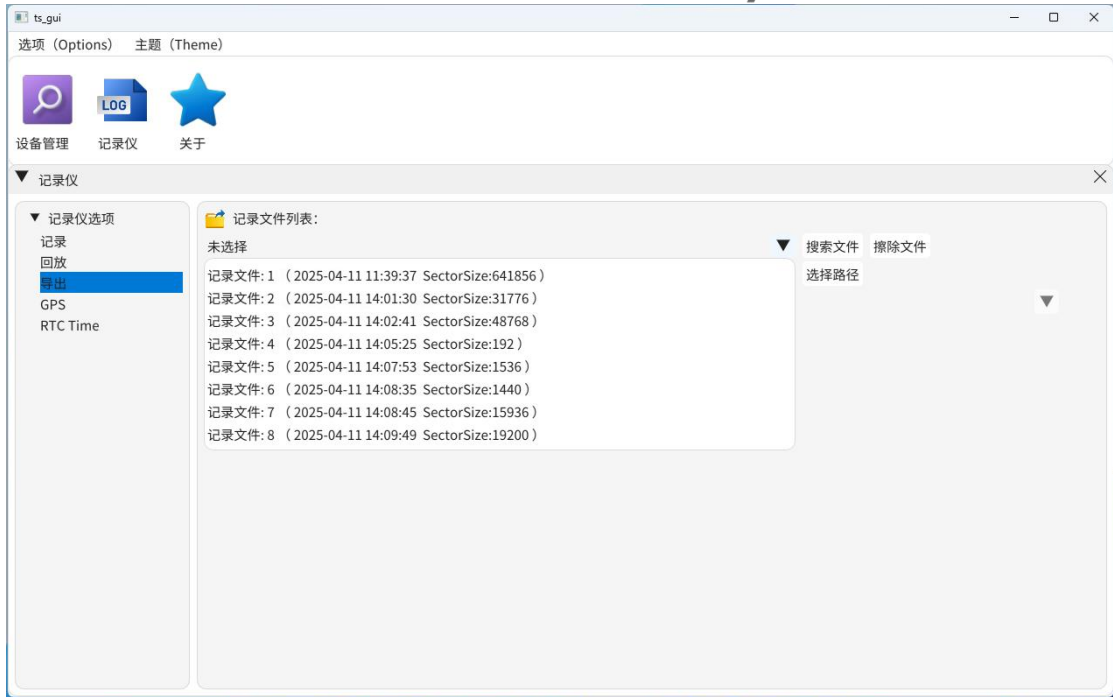 ts_gui
选项（Options） 主题（Theme）
LOG
设备管理 记录仪 关于
▼ 记录仪
▼ 记录仪选项
记录
回放
导出
GPS
RTC Time
记录文件列表：
未选择 ▼ 搜索文件 擦除文件
选择路径
▼
记录文件: 1 （ 2025-04-11 11:39:37 SectorSize:641856 ）
记录文件: 2 （ 2025-04-11 14:01:30 SectorSize:31776 ）
记录文件: 3 （ 2025-04-11 14:02:41 SectorSize:48768 ）
记录文件: 4 （ 2025-04-11 14:05:25 SectorSize:192 ）
记录文件: 5 （ 2025-04-11 14:07:53 SectorSize:1536 ）
记录文件: 6 （ 2025-04-11 14:08:35 SectorSize:1440 ）
记录文件: 7 （ 2025-04-11 14:08:45 SectorSize:15936 ）
记录文件: 8 （ 2025-04-11 14:09:49 SectorSize:19200 ）